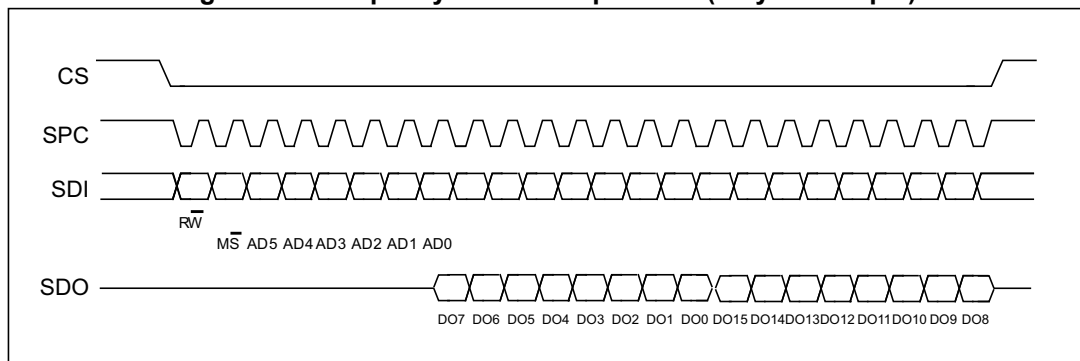 CS
SPC
SDI
RW̅
MS̅ AD5 AD4 AD3 AD2 AD1 AD0
SDO
DO7 DO6 DO5 DO4 DO3 DO2 DO1 DO0 DO15 DO14 DO13 DO12 DO11 DO10 DO9 DO8